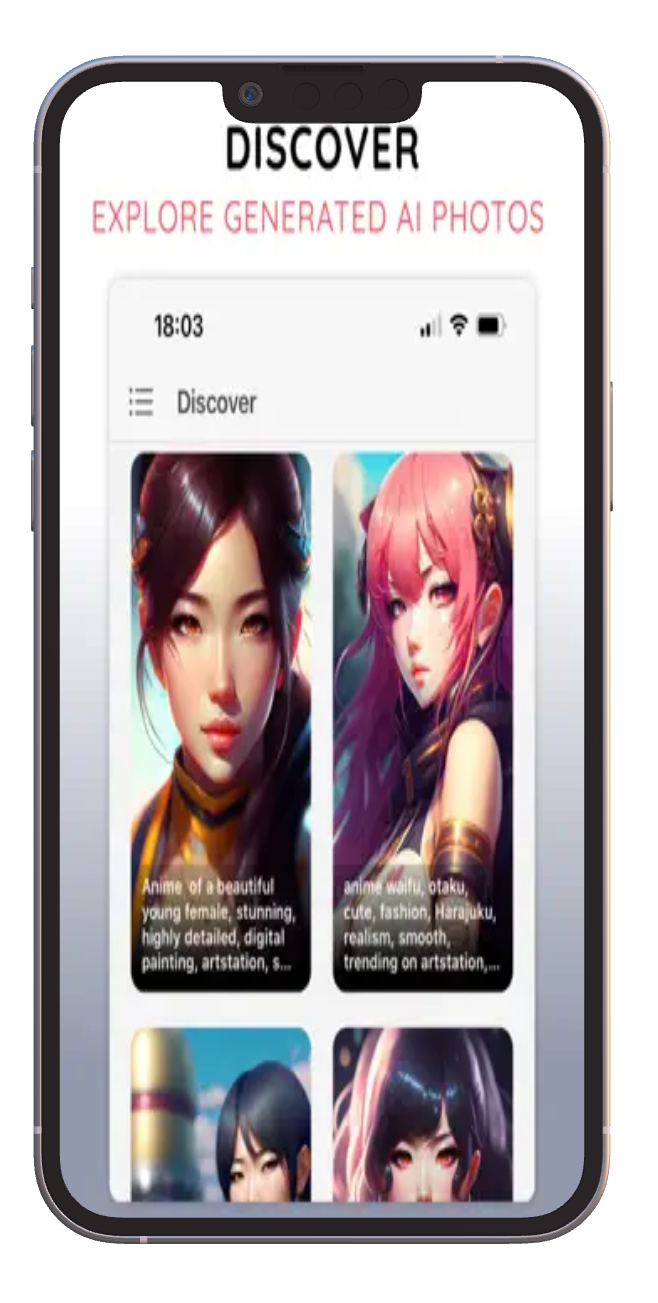 DISCOVER
EXPLORE GENERATED AI PHOTOS
18:03
Discover
Anime of a beautiful
young female, stunning,
highly detailed, digital
painting, artstation, s...
anime waifu, otaku,
cute, fashion, Harajuku,
realism, smooth,
trending on artstation,...